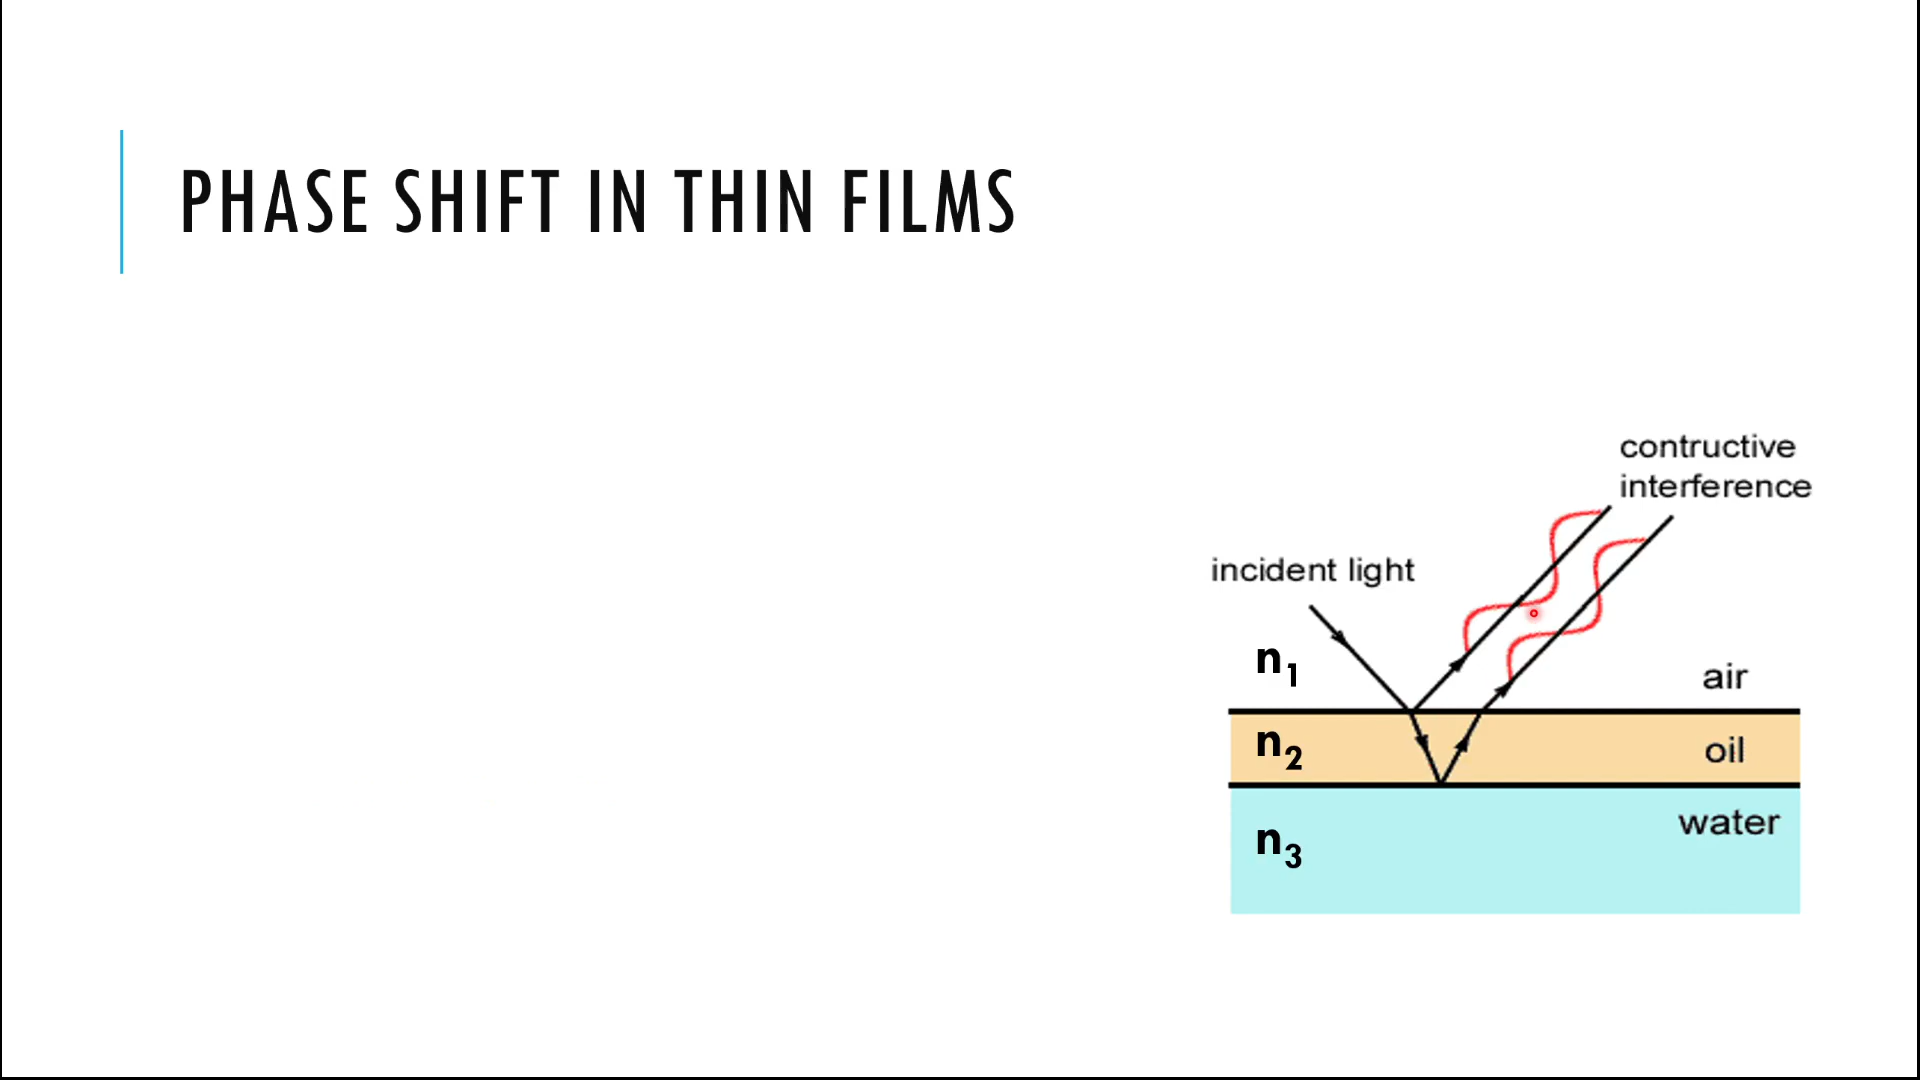 PHASE SHIFT IN THIN FILMS
contructive
interference
incident light
n1
air
n2
oil
water
n3